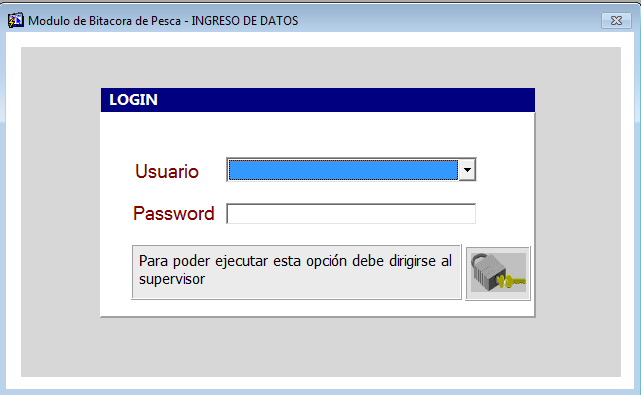 Modulo de Bitacora de Pesca - INGRESO DE DATOS
LOGIN
Usuario
Password
Para poder ejecutar esta opción debe dirigirse al
supervisor